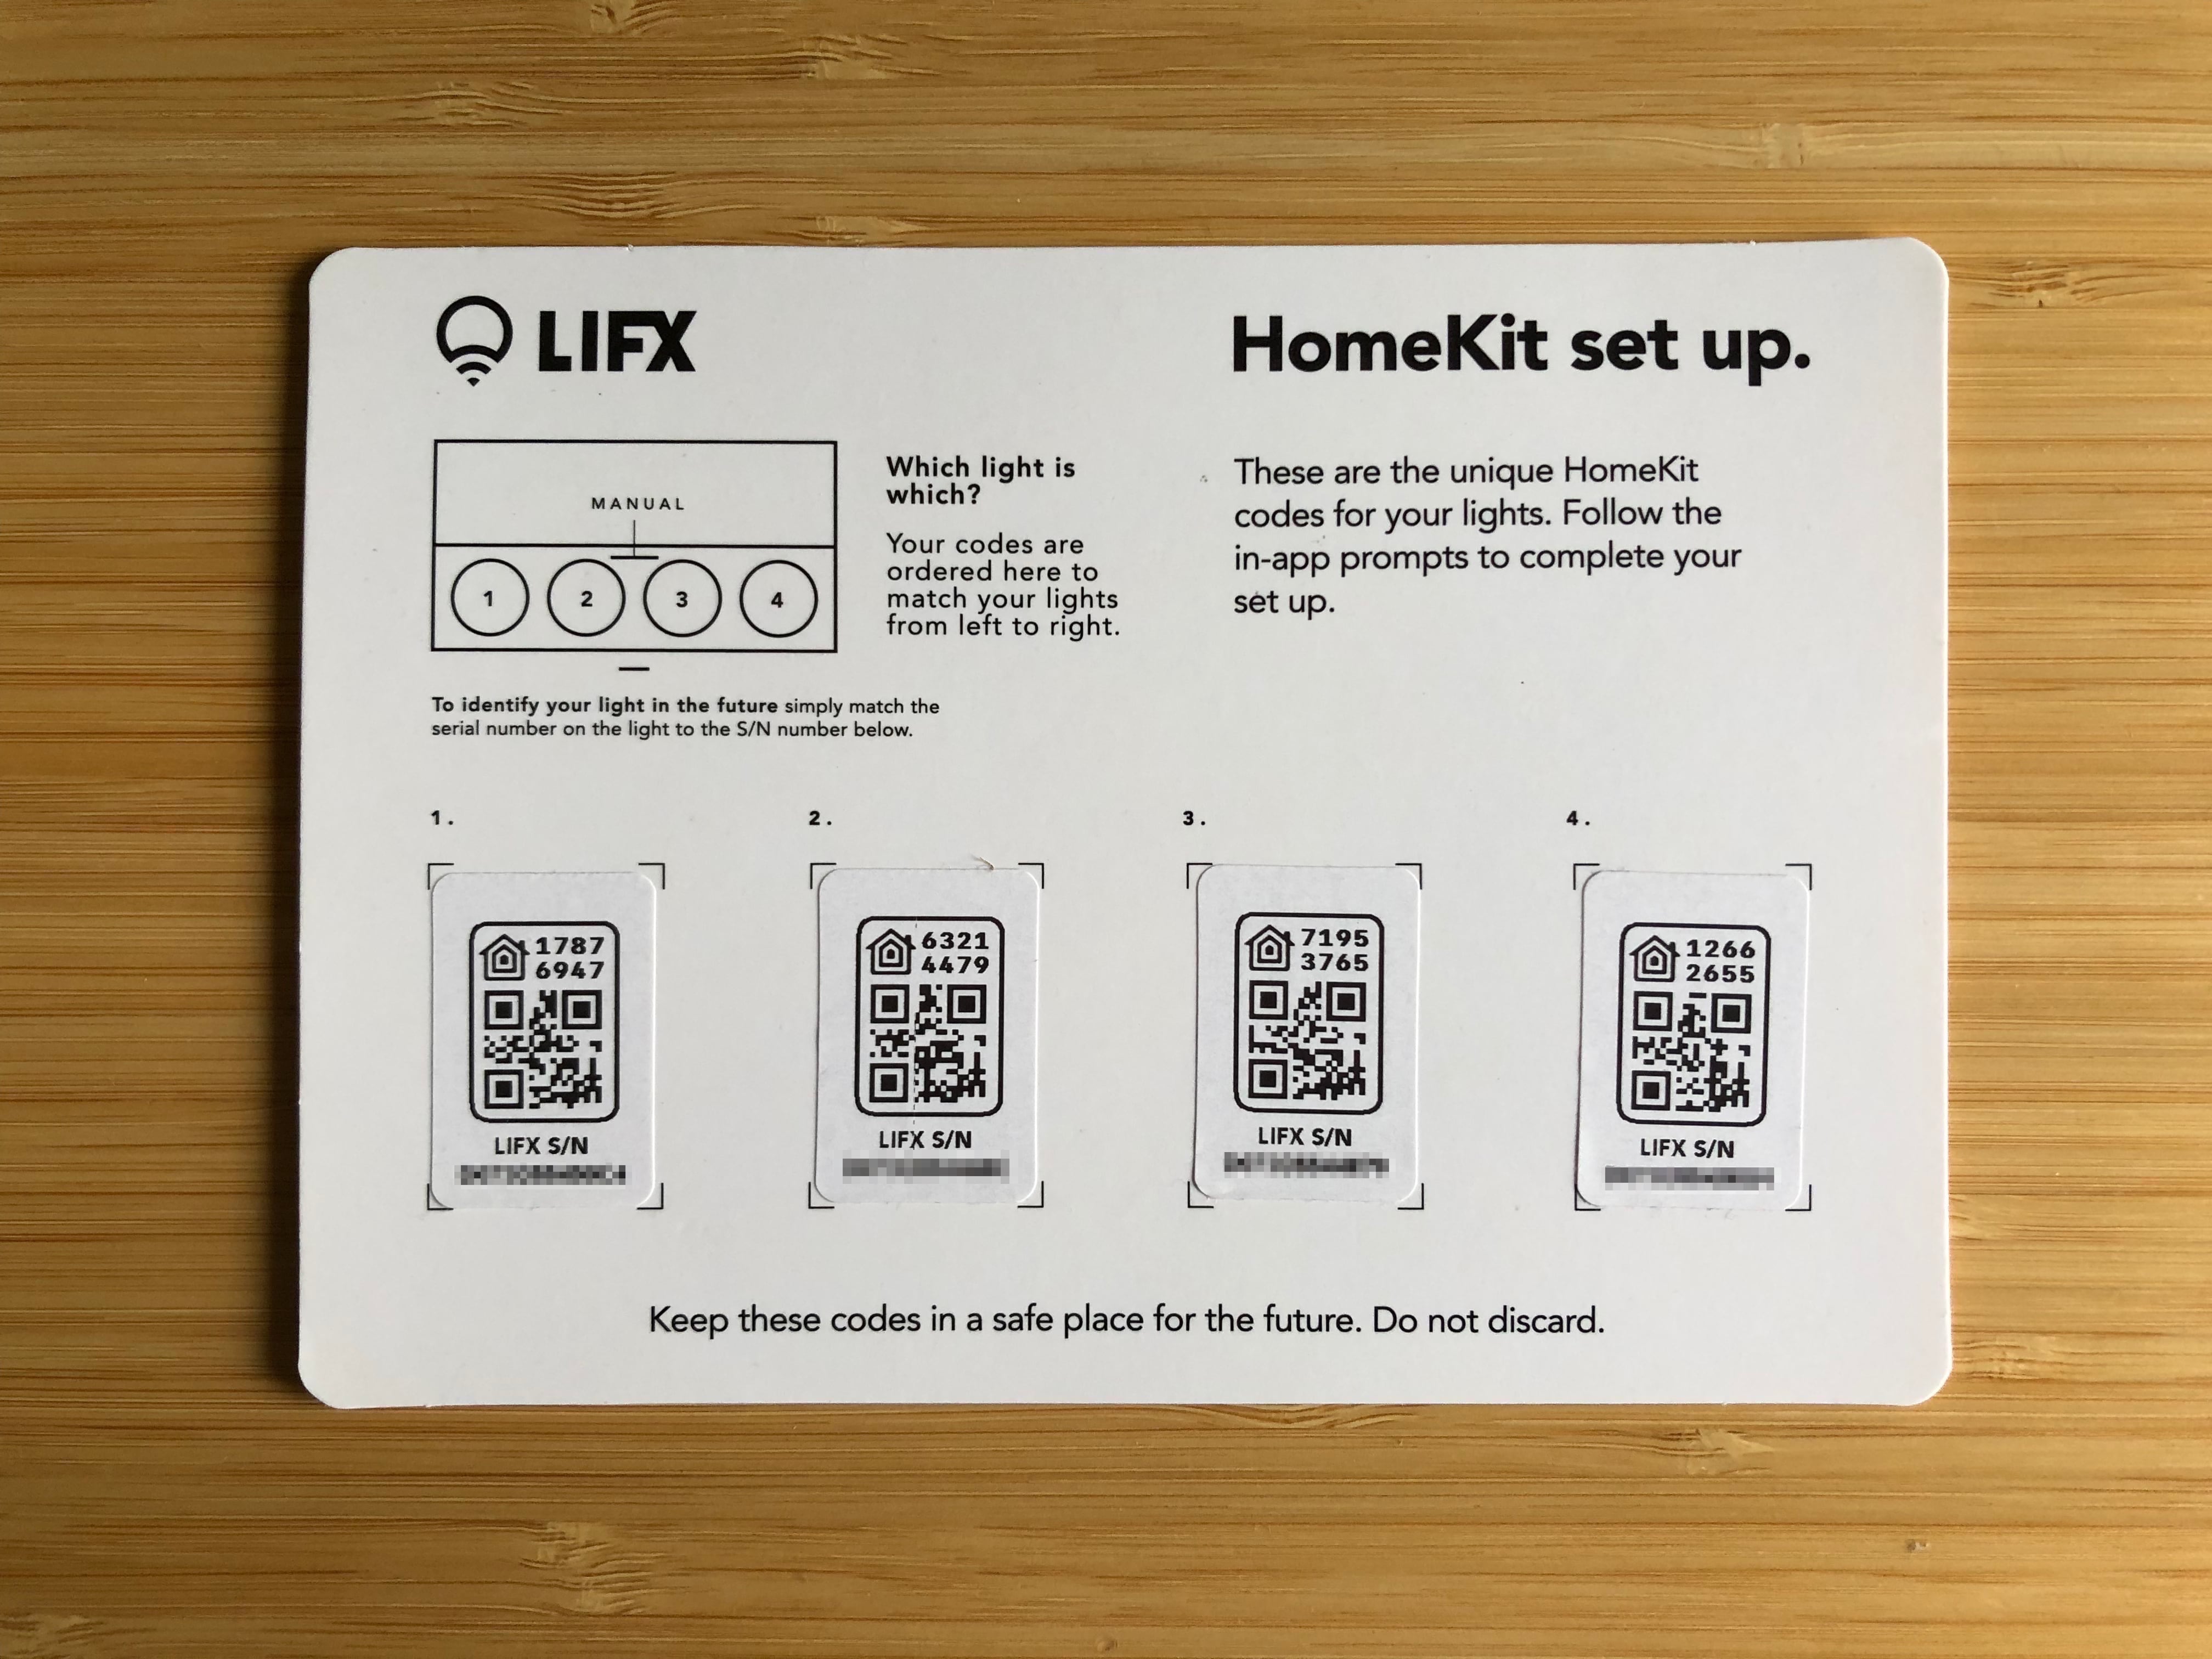 LIFX
HomeKit set up.
MANUAL
1 2 3 4
Which light is
which?
Your codes are
ordered here to
match your lights
from left to right.
These are the unique HomeKit
codes for your lights. Follow the
in-app prompts to complete your
set up.
To identify your light in the future simply match the
serial number on the light to the S/N number below.
1.
1787
6947
LIFX S/N
2.
6321
4479
LIFX S/N
3.
7195
3765
LIFX S/N
4.
1266
2655
LIFX S/N
Keep these codes in a safe place for the future. Do not discard.